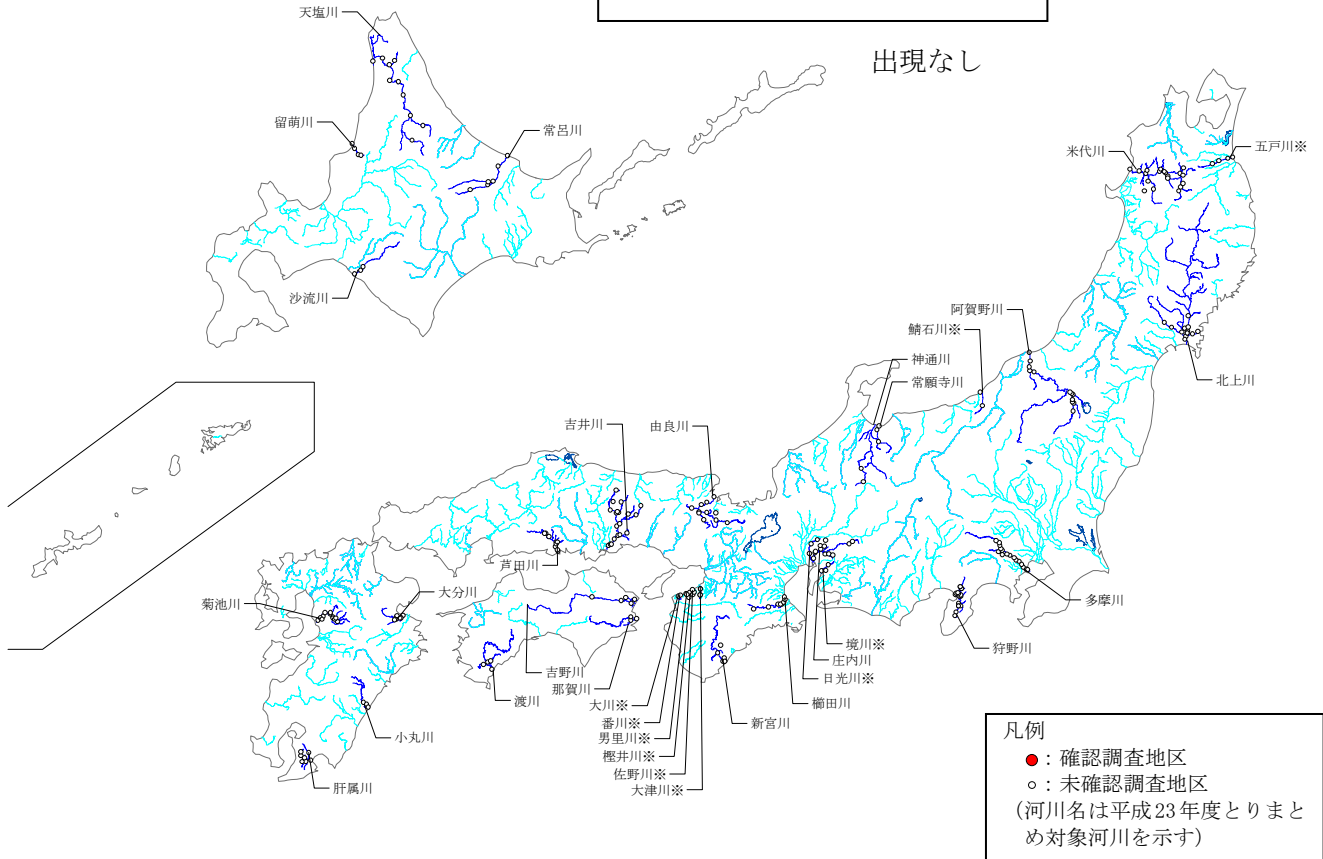 出現なし
天塩川
留萌川
常呂川
沙流川
米代川
五戸川※
阿賀野川
鯖石川※
神通川
常願寺川
北上川
吉井川
由良川
芦田川
菊池川
大分川
多摩川
狩野川
境川※
庄内川
日光川※
櫛田川
新宮川
吉野川
那賀川
渡川
大川※
番川※
男里川※
樫井川※
佐野川※
大津川※
小丸川
肝属川
凡例
●：確認調査地区
○：未確認調査地区
(河川名は平成23年度とりまと
め対象河川を示す)